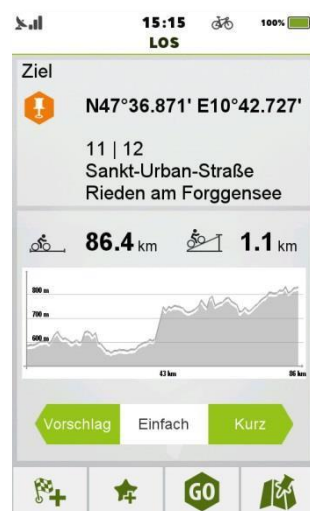 15:15 100%
LOS
Ziel
N47°36.871' E10°42.727'
11 | 12
Sankt-Urban-Straße
Rieden am Forggensee
86.4 km 1.1 km
800 m
700 m
600 m
43 km 86 km
Vorschlag Einfach Kurz
GO